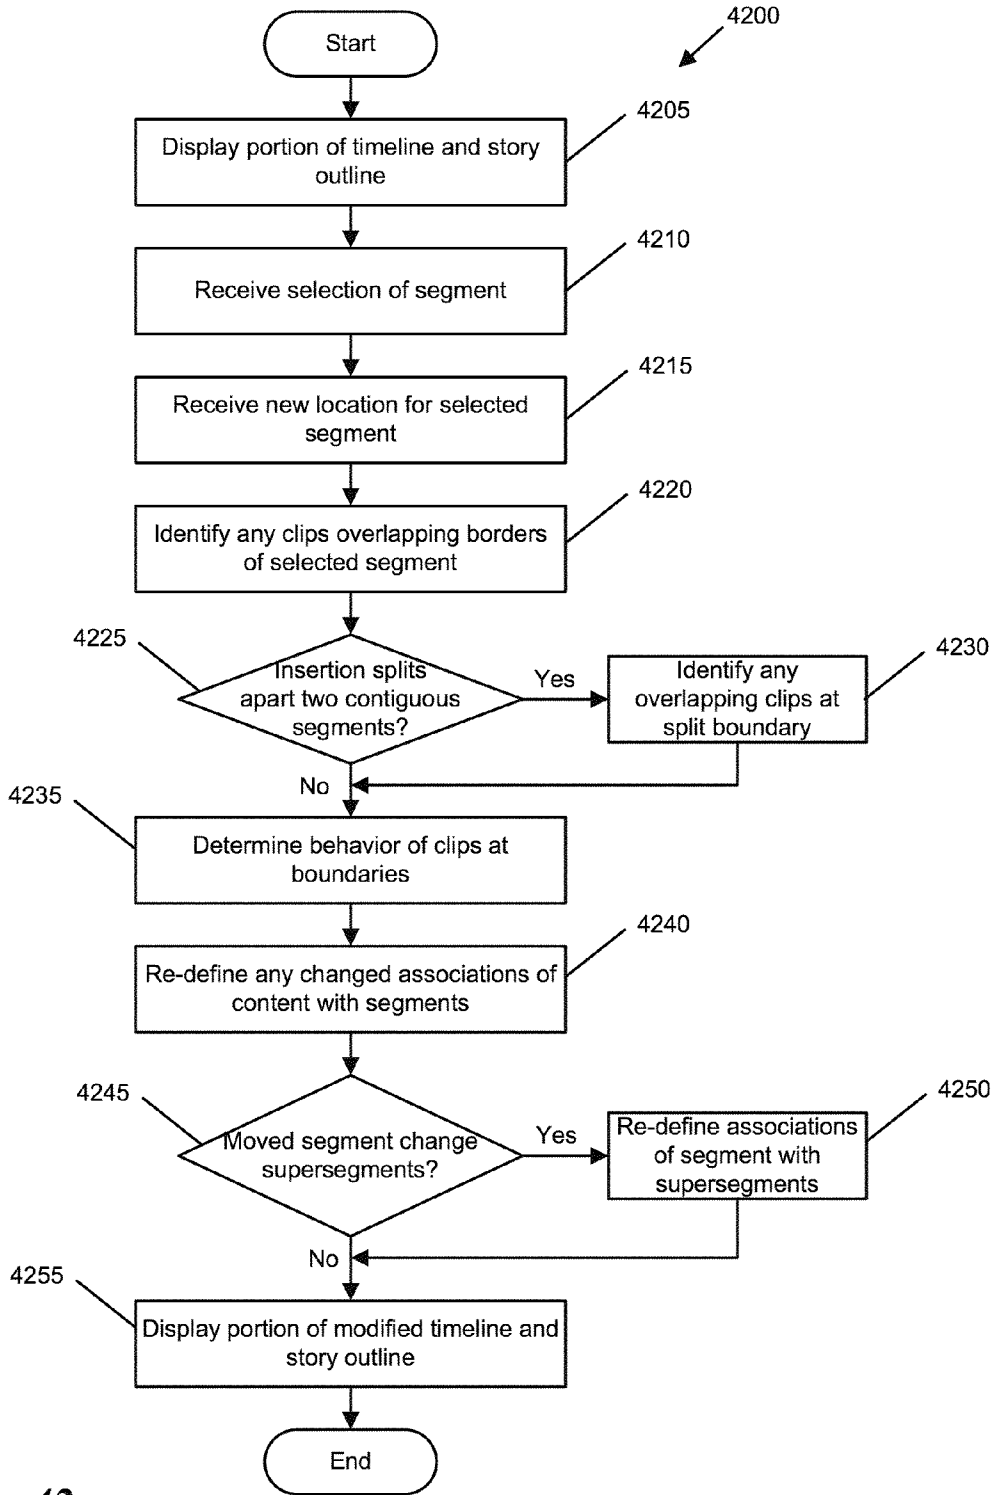 4200
Start
4205
Display portion of timeline and story
outline
4210
Receive selection of segment
4215
Receive new location for selected
segment
4220
Identify any clips overlapping borders
of selected segment
4225
Insertion splits
apart two contiguous
segments?
Yes
4230
Identify any
overlapping clips at
split boundary
No
4235
Determine behavior of clips at
boundaries
4240
Re-define any changed associations of
content with segments
4245
Moved segment change
supersegments?
Yes
4250
Re-define associations
of segment with
supersegments
No
4255
Display portion of modified timeline and
story outline
End